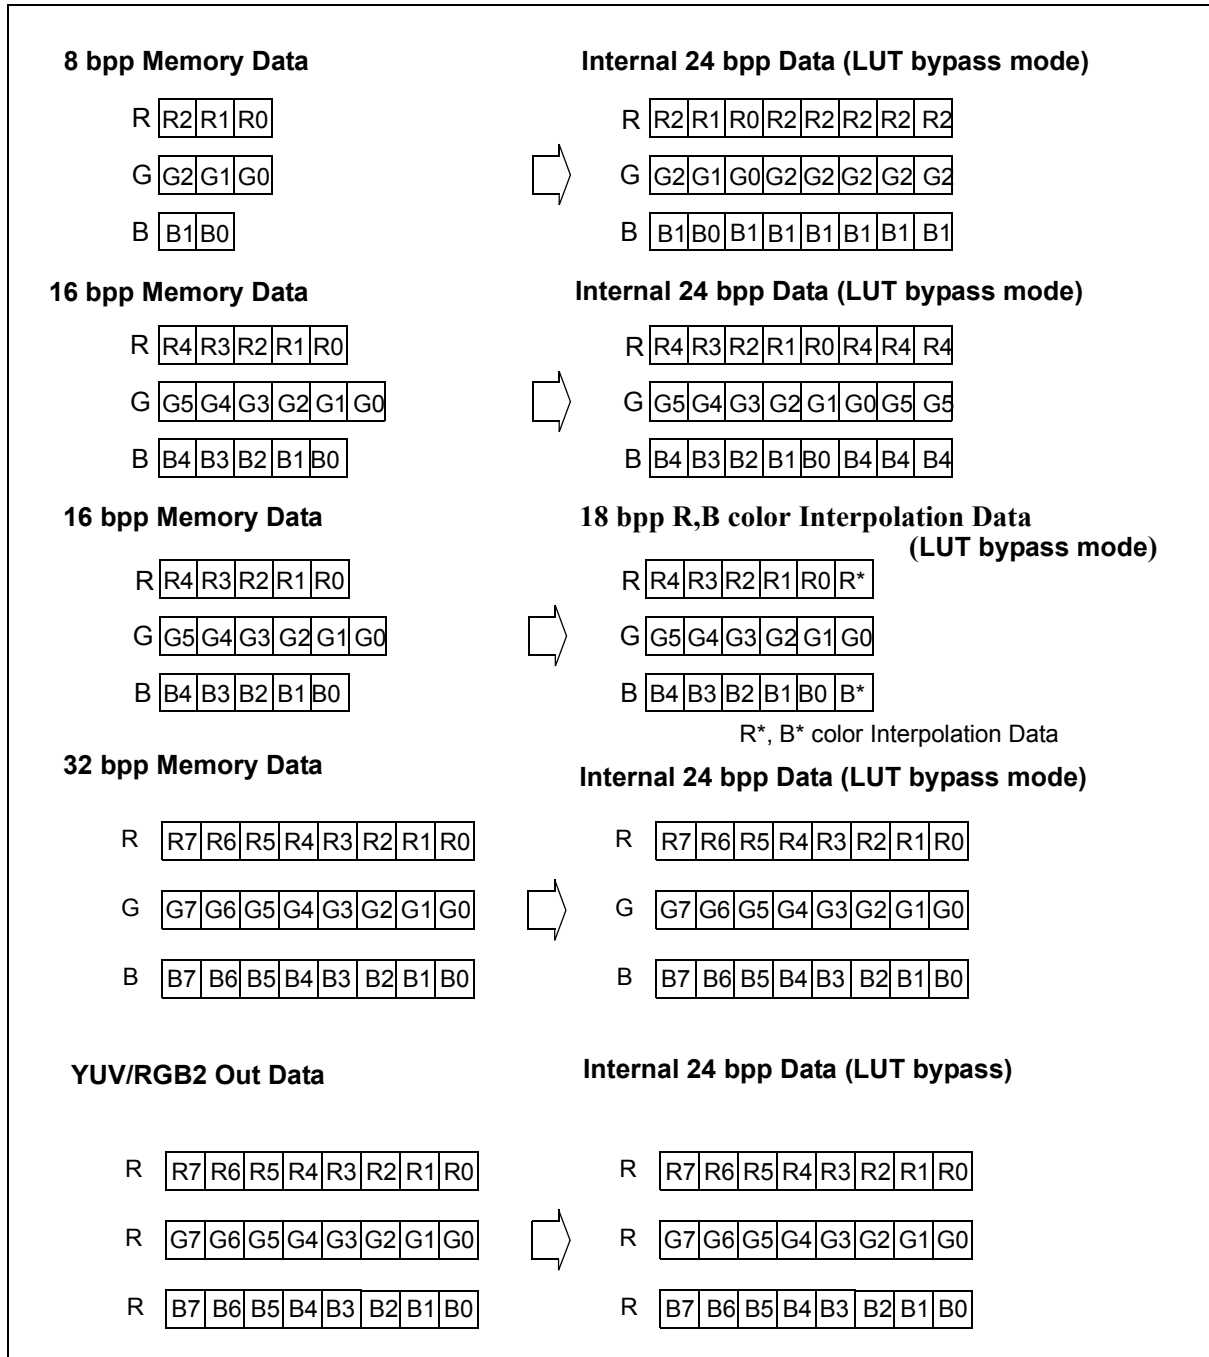 8 bpp Memory Data Internal 24 bpp Data (LUT bypass mode)
R R2 R1 R0 R R2 R1 R0 R2 R2 R2 R2 R2
G G2 G1 G0 G G2 G1 G0 G2 G2 G2 G2 G2
B B1 B0 B B1 B0 B1 B1 B1 B1 B1 B1
16 bpp Memory Data Internal 24 bpp Data (LUT bypass mode)
R R4 R3 R2 R1 R0 R R4 R3 R2 R1 R0 R4 R4 R4
G G5 G4 G3 G2 G1 G0 G G5 G4 G3 G2 G1 G0 G5 G5
B B4 B3 B2 B1 B0 B B4 B3 B2 B1 B0 B4 B4 B4
16 bpp Memory Data 18 bpp R,B color Interpolation Data
(LUT bypass mode)
R R4 R3 R2 R1 R0 R R4 R3 R2 R1 R0 R*
G G5 G4 G3 G2 G1 G0 G G5 G4 G3 G2 G1 G0
B B4 B3 B2 B1 B0 B B4 B3 B2 B1 B0 B*
R*, B* color Interpolation Data
32 bpp Memory Data Internal 24 bpp Data (LUT bypass mode)
R R7 R6 R5 R4 R3 R2 R1 R0 R R7 R6 R5 R4 R3 R2 R1 R0
G G7 G6 G5 G4 G3 G2 G1 G0 G G7 G6 G5 G4 G3 G2 G1 G0
B B7 B6 B5 B4 B3 B2 B1 B0 B B7 B6 B5 B4 B3 B2 B1 B0
YUV/RGB2 Out Data Internal 24 bpp Data (LUT bypass)
R R7 R6 R5 R4 R3 R2 R1 R0 R R7 R6 R5 R4 R3 R2 R1 R0
R G7 G6 G5 G4 G3 G2 G1 G0 R G7 G6 G5 G4 G3 G2 G1 G0
R B7 B6 B5 B4 B3 B2 B1 B0 R B7 B6 B5 B4 B3 B2 B1 B0